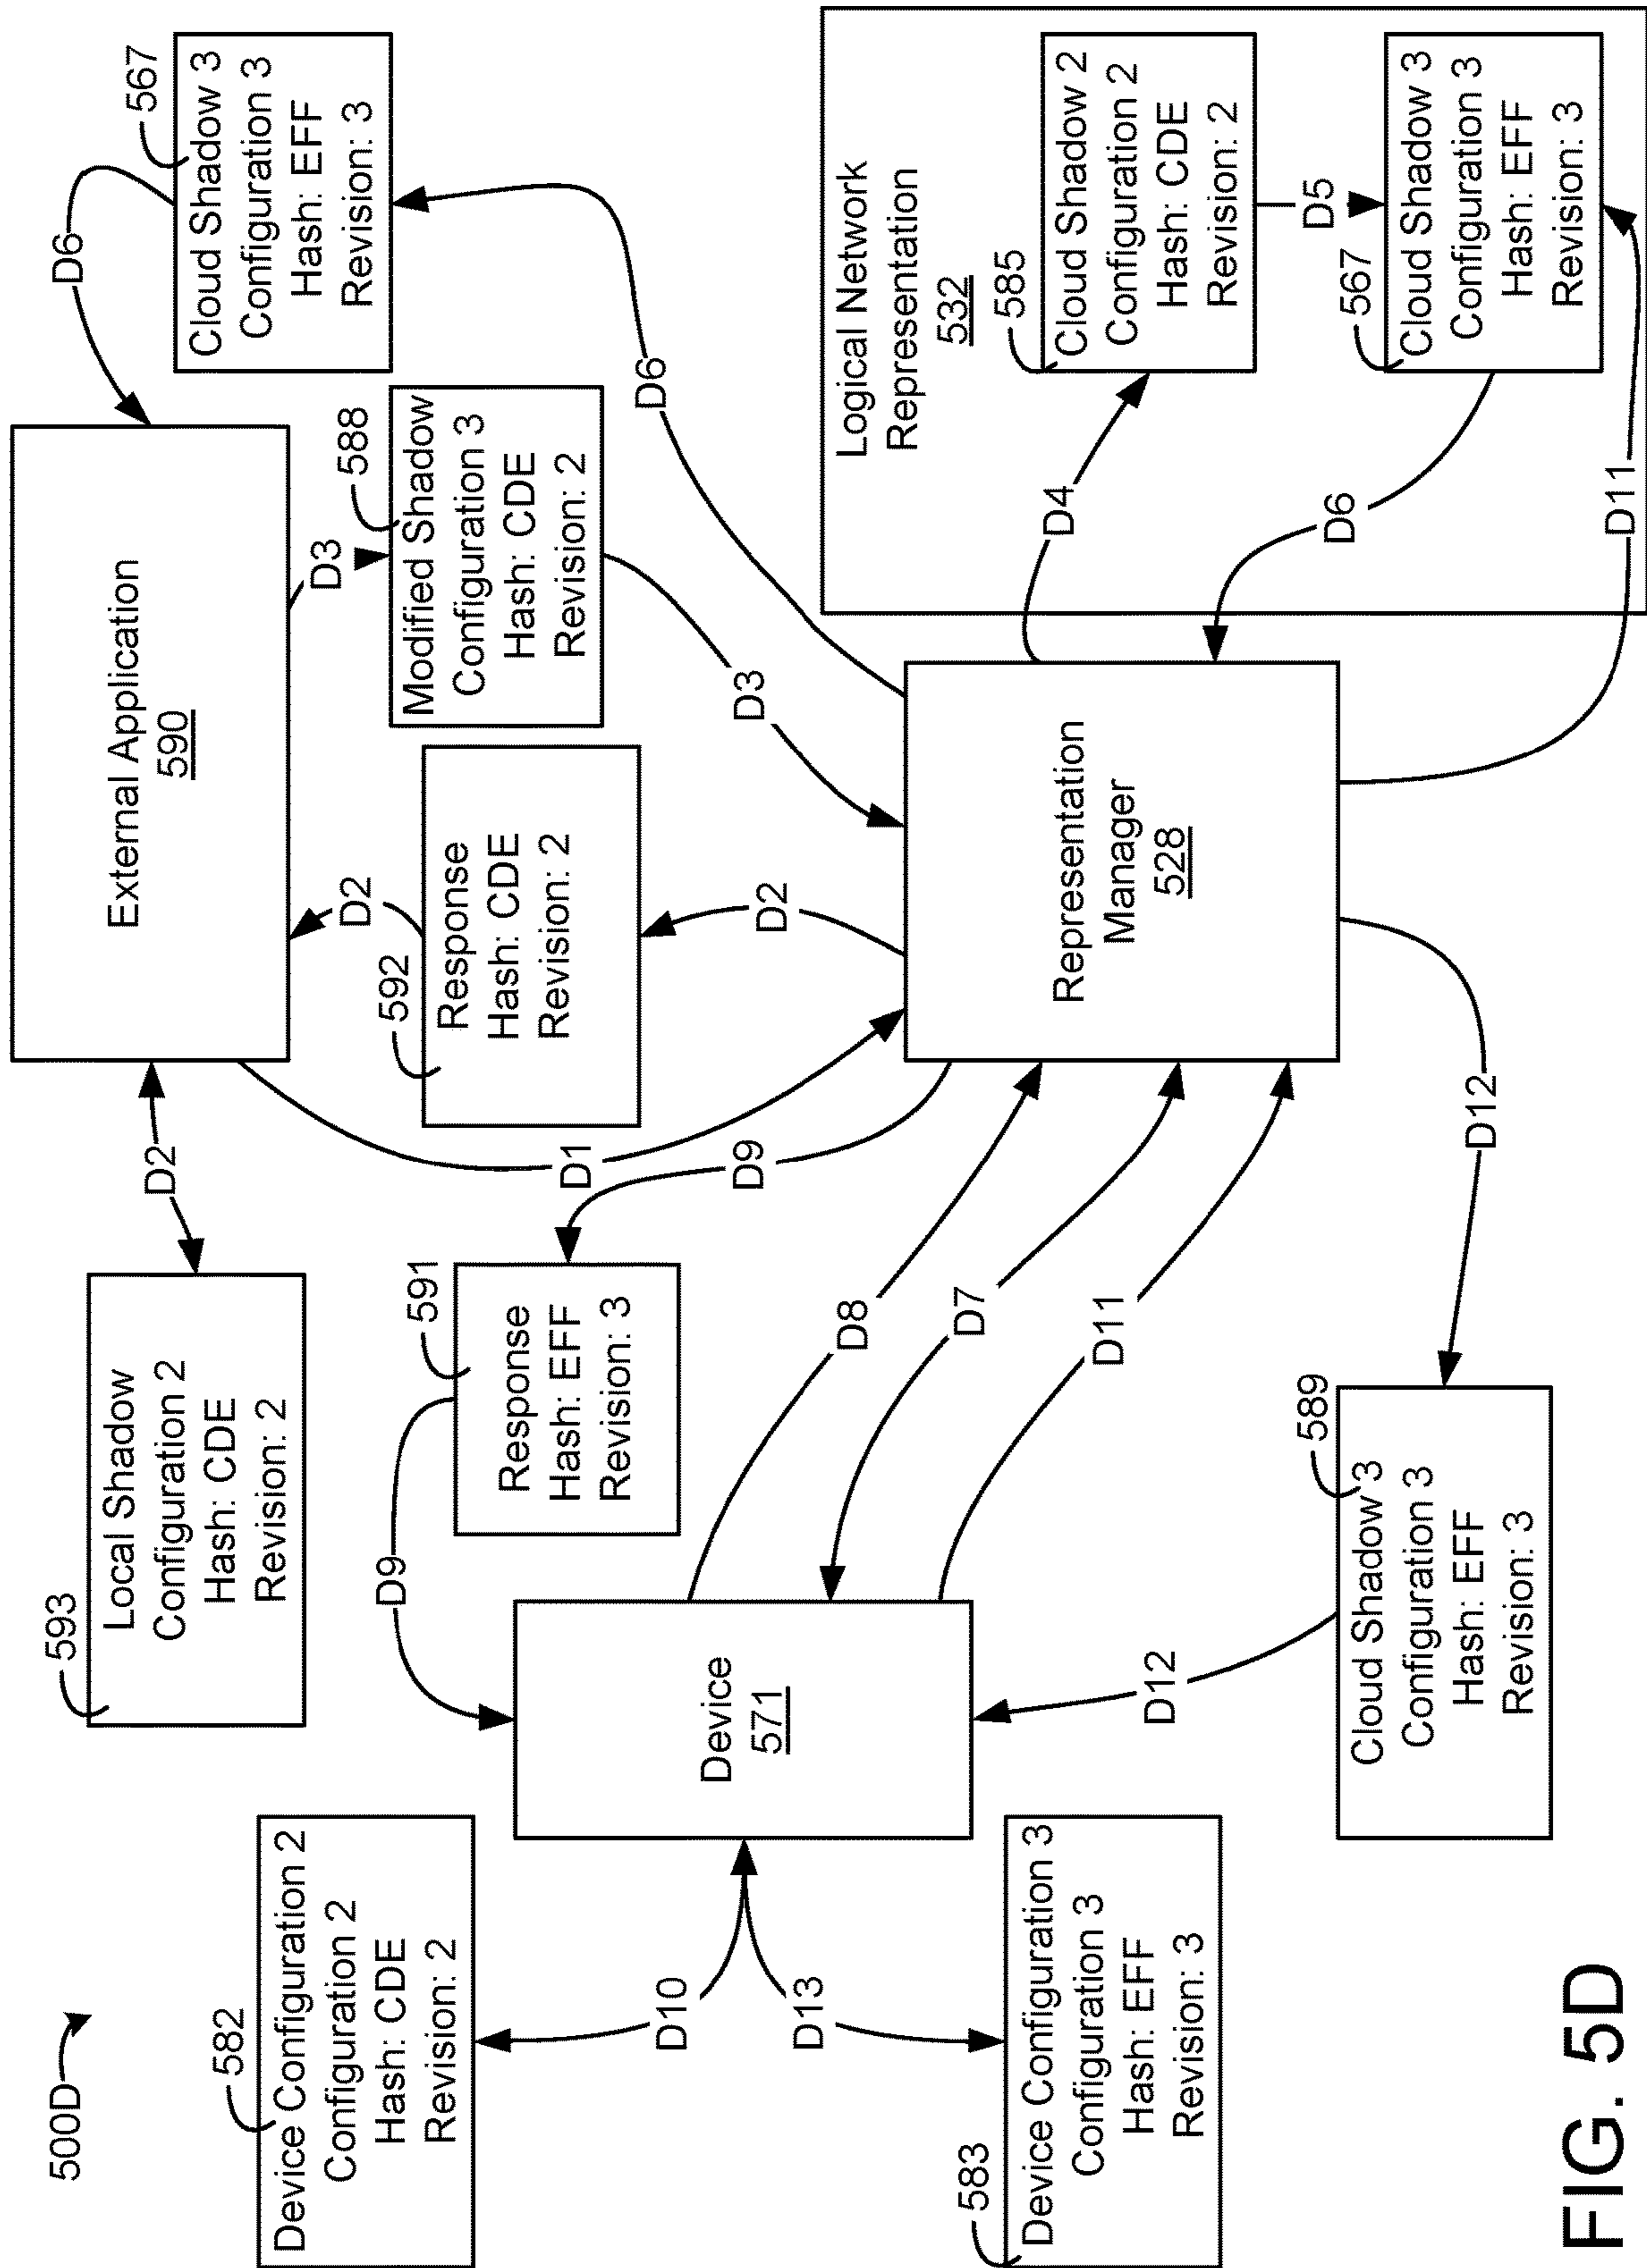 500D
582
Device Configuration 2
Configuration 2
Hash: CDE
Revision: 2
D10
D13
583
Device Configuration 3
Configuration 3
Hash: EFF
Revision: 3
593
Local Shadow
Configuration 2
Hash: CDE
Revision: 2
D2
D9
591
Response
Hash: EFF
Revision: 3
Device
571
D9
D8
D7
D11
D12
589
Cloud Shadow 3
Configuration 3
Hash: EFF
Revision: 3
D12
External Application
590
D1
D2
592
Response
Hash: CDE
Revision: 2
D2
D3
588
Modified Shadow
Configuration 3
Hash: CDE
Revision: 2
D3
Representation
Manager
528
D6
567
Cloud Shadow 3
Configuration 3
Hash: EFF
Revision: 3
D6
Logical Network
Representation
532
585
Cloud Shadow 2
Configuration 2
Hash: CDE
Revision: 2
D4
D5
567
Cloud Shadow 3
Configuration 3
Hash: EFF
Revision: 3
D6
D11
FIG. 5D